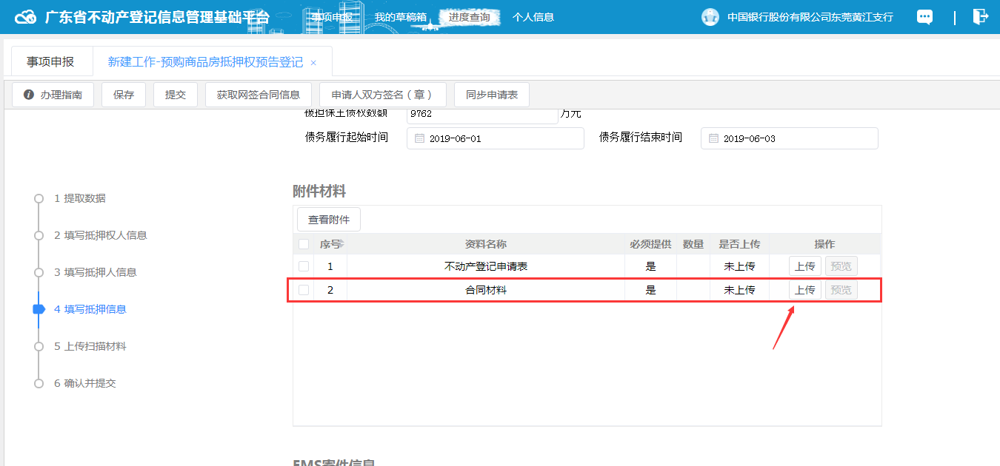 广东省不动产登记信息管理基础平台 事项申报 我的草稿箱 进度查询 个人信息 中国银行股份有限公司东莞黄江支行
事项申报 新建工作-预购商品房抵押权预告登记 ×
办理指南 保存 提交 获取网签合同信息 申请人双方签名（章） 同步申请表
被担保主债权数额 9762 万元
债务履行起始时间 2019-06-01 债务履行结束时间 2019-06-03
1 提取数据
2 填写抵押权人信息
3 填写抵押人信息
4 填写抵押信息
5 上传扫描材料
6 确认并提交
附件材料
查看附件
序号 资料名称 必须提供 数量 是否上传 操作
1 不动产登记申请表 是 未上传 上传 预览
2 合同材料 是 未上传 上传 预览
EMS寄件信息